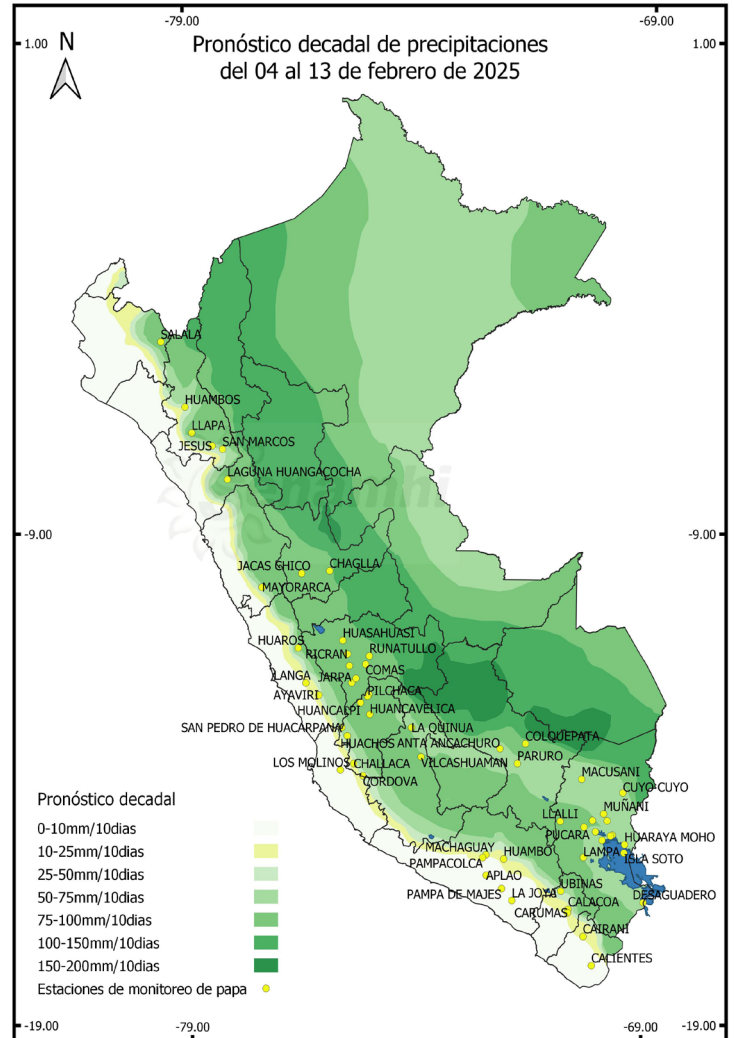 -79.00
-69.00
1.00
N
Pronóstico decadal de precipitaciones
del 04 al 13 de febrero de 2025
1.00
SALALA
HUAMBOS
LLAPA
JESUS
SAN MARCOS
LAGUNA HUANGACOCHA
-9.00
-9.00
JACAS CHICO
CHAGLLA
MAYORARCA
HUASAHUASI
HUAROS
RICRAN
RUNATULLO
COMAS
LANGA
JARPA
AYAVIRI
PILCHACA
HUANCALPI
HUANCAVELICA
SAN PEDRO DE HUACARPANA
LA QUINUA
HUACHOS
ANTA ANCACHURO
COLQUEPATA
LOS MOLINOS
CHALLACA
VILCASHUAMAN
PARURO
CORDOVA
MACUSANI
CUYO-CUYO
MUÑANI
LLALLI
PUCARA
HUARAYA MOHO
MACHAGUAY
HUAMBO
LAMPA
ISLA SOTO
PAMPACOLCA
APLAO
UBINAS
DESAGUADERO
PAMPA DE MAJES
LA JOYA
CALACOA
CARUMAS
CAIRANI
CALIENTES
Pronóstico decadal
0-10mm/10dias
10-25mm/10dias
25-50mm/10dias
50-75mm/10dias
75-100mm/10dias
100-150mm/10dias
150-200mm/10dias
Estaciones de monitoreo de papa
-19.00
-19.00
-79.00
-69.00